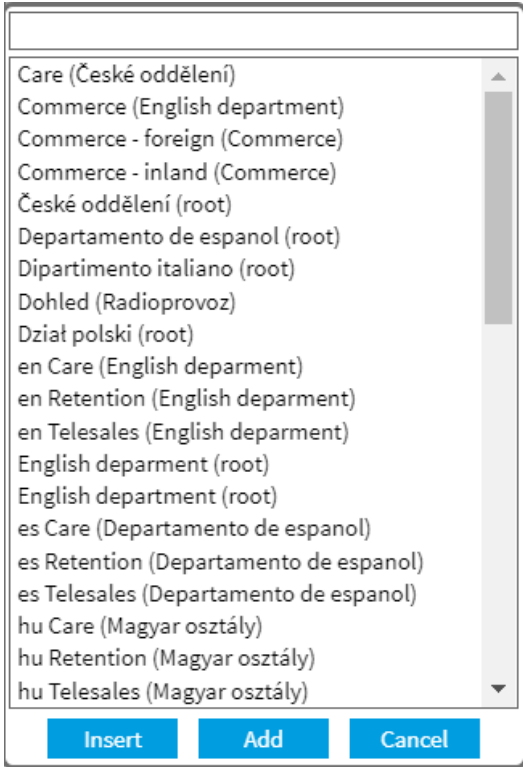 Care (České oddělení)
Commerce (English department)
Commerce - foreign (Commerce)
Commerce - inland (Commerce)
České oddělení (root)
Departamento de espanol (root)
Dipartimento italiano (root)
Dohled (Radioprovoz)
Dział polski (root)
en Care (English deparment)
en Retention (English deparment)
en Telesales (English deparment)
English deparment (root)
English department (root)
es Care (Departamento de espanol)
es Retention (Departamento de espanol)
es Telesales (Departamento de espanol)
hu Care (Magyar osztály)
hu Retention (Magyar osztály)
hu Telesales (Magyar osztály)
Insert Add Cancel